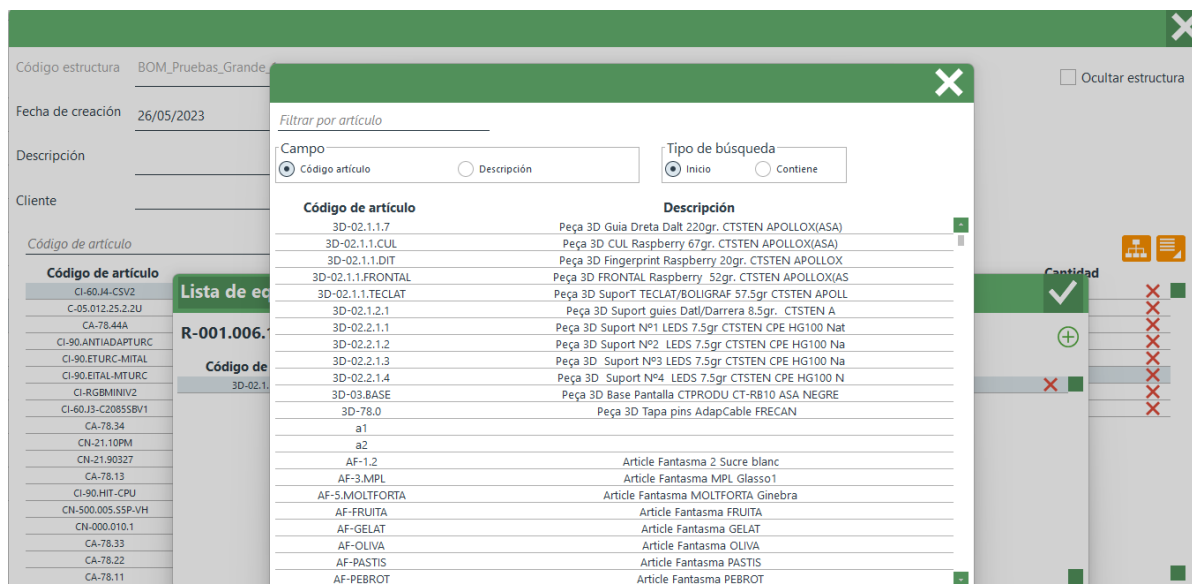 Código estructura BOM_Pruebas_Grande_
Ocultar estructura
Fecha de creación 26/05/2023
Descripción
Cliente
Código de artículo
Código de artículo
CI-60.J4-CSV2
C-05.012.25.2.2U
CA-78.44A
CI-90.ANTIADAPTURC
CI-90.ETURC-MITAL
CI-90.EITAL-MTURC
CI-RGBMINIV2
CI-60.J3-C2085SBV1
CA-78.34
CN-21.10PM
CN-21.90327
CA-78.13
CI-90.HIT-CPU
CN-500.005.S5P-VH
CN-000.010.1
CA-78.33
CA-78.22
CA-78.11
Cantidad
Lista de
R-001.006.
Código de
3D-02.1.
Filtrar por artículo
Campo
Código artículo
Descripción
Tipo de búsqueda
Inicio
Contiene
Código de artículo Descripción
3D-02.1.1.7 Peça 3D Guia Dreta Dalt 220gr. CTSTEN APOLLOX(ASA)
3D-02.1.1.CUL Peça 3D CUL Raspberry 67gr. CTSTEN APOLLOX(ASA)
3D-02.1.1.DIT Peça 3D Fingerprint Raspberry 20gr. CTSTEN APOLLOX
3D-02.1.1.FRONTAL Peça 3D FRONTAL Raspberry 52gr. CTSTEN APOLLOX(AS
3D-02.1.1.TECLAT Peça 3D SuporT TECLAT/BOLIGRAF 57.5gr CTSTEN APOLL
3D-02.1.2.1 Peça 3D Suport guies Datl/Darrera 8.5gr. CTSTEN A
3D-02.2.1.1 Peça 3D Suport Nº1 LEDS 7.5gr CTSTEN CPE HG100 Nat
3D-02.2.1.2 Peça 3D Suport Nº2 LEDS 7.5gr CTSTEN CPE HG100 Na
3D-02.2.1.3 Peça 3D Suport Nº3 LEDS 7.5gr CTSTEN CPE HG100 Na
3D-02.2.1.4 Peça 3D Suport Nº4 LEDS 7.5gr CTSTEN CPE HG100 N
3D-03.BASE Peça 3D Base Pantalla CTPRODU CT-RB10 ASA NEGRE
3D-78.0 Peça 3D Tapa pins AdapCable FRECAN
a1
a2
AF-1.2 Article Fantasma 2 Sucre blanc
AF-3.MPL Article Fantasma MPL Glasso1
AF-5.MOLTFORTA Article Fantasma MOLTFORTA Ginebra
AF-FRUITA Article Fantasma FRUITA
AF-GELAT Article Fantasma GELAT
AF-OLIVA Article Fantasma OLIVA
AF-PASTIS Article Fantasma PASTIS
AF-PEBROT Article Fantasma PEBROT